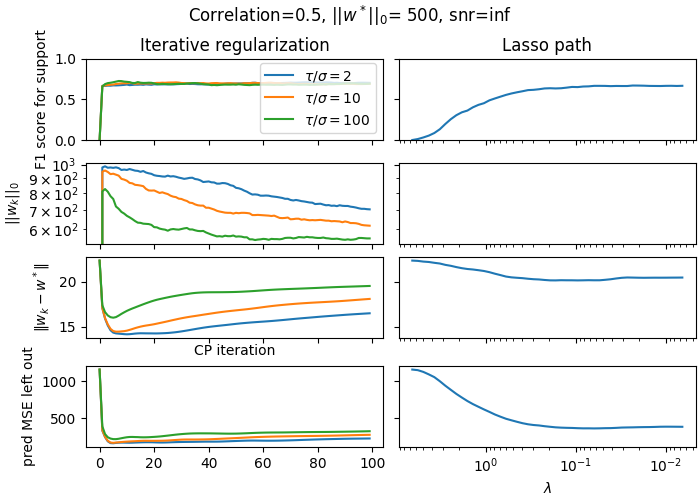 Correlation=0.5, ||w*||₀= 500, snr=inf
Iterative regularization
Lasso path
F1 score for support
1.0
0.5
0.0
τ/σ = 2
τ/σ = 10
τ/σ = 100
||wₖ||₀
10³
9 × 10²
8 × 10²
7 × 10²
6 × 10²
‖wₖ − w*‖
20
15
CP iteration
pred MSE left out
1000
500
0 20 40 60 80 100
10⁰ 10⁻¹ 10⁻²
λ